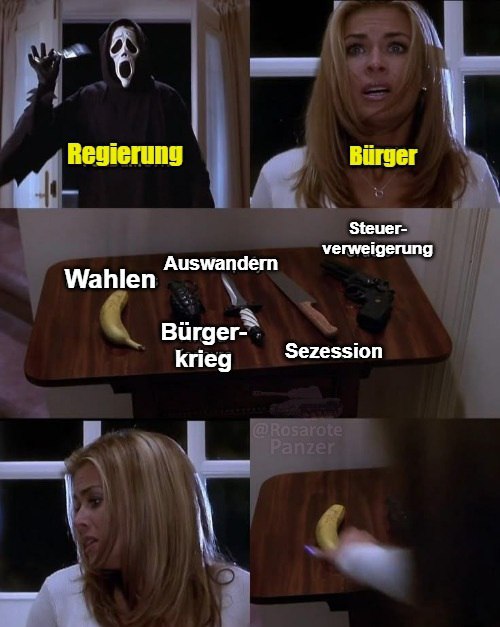 Regierung
Bürger
Steuer-
verweigerung
Auswandern
Wahlen
Bürger-
krieg
Sezession
@Rosarote
Panzer